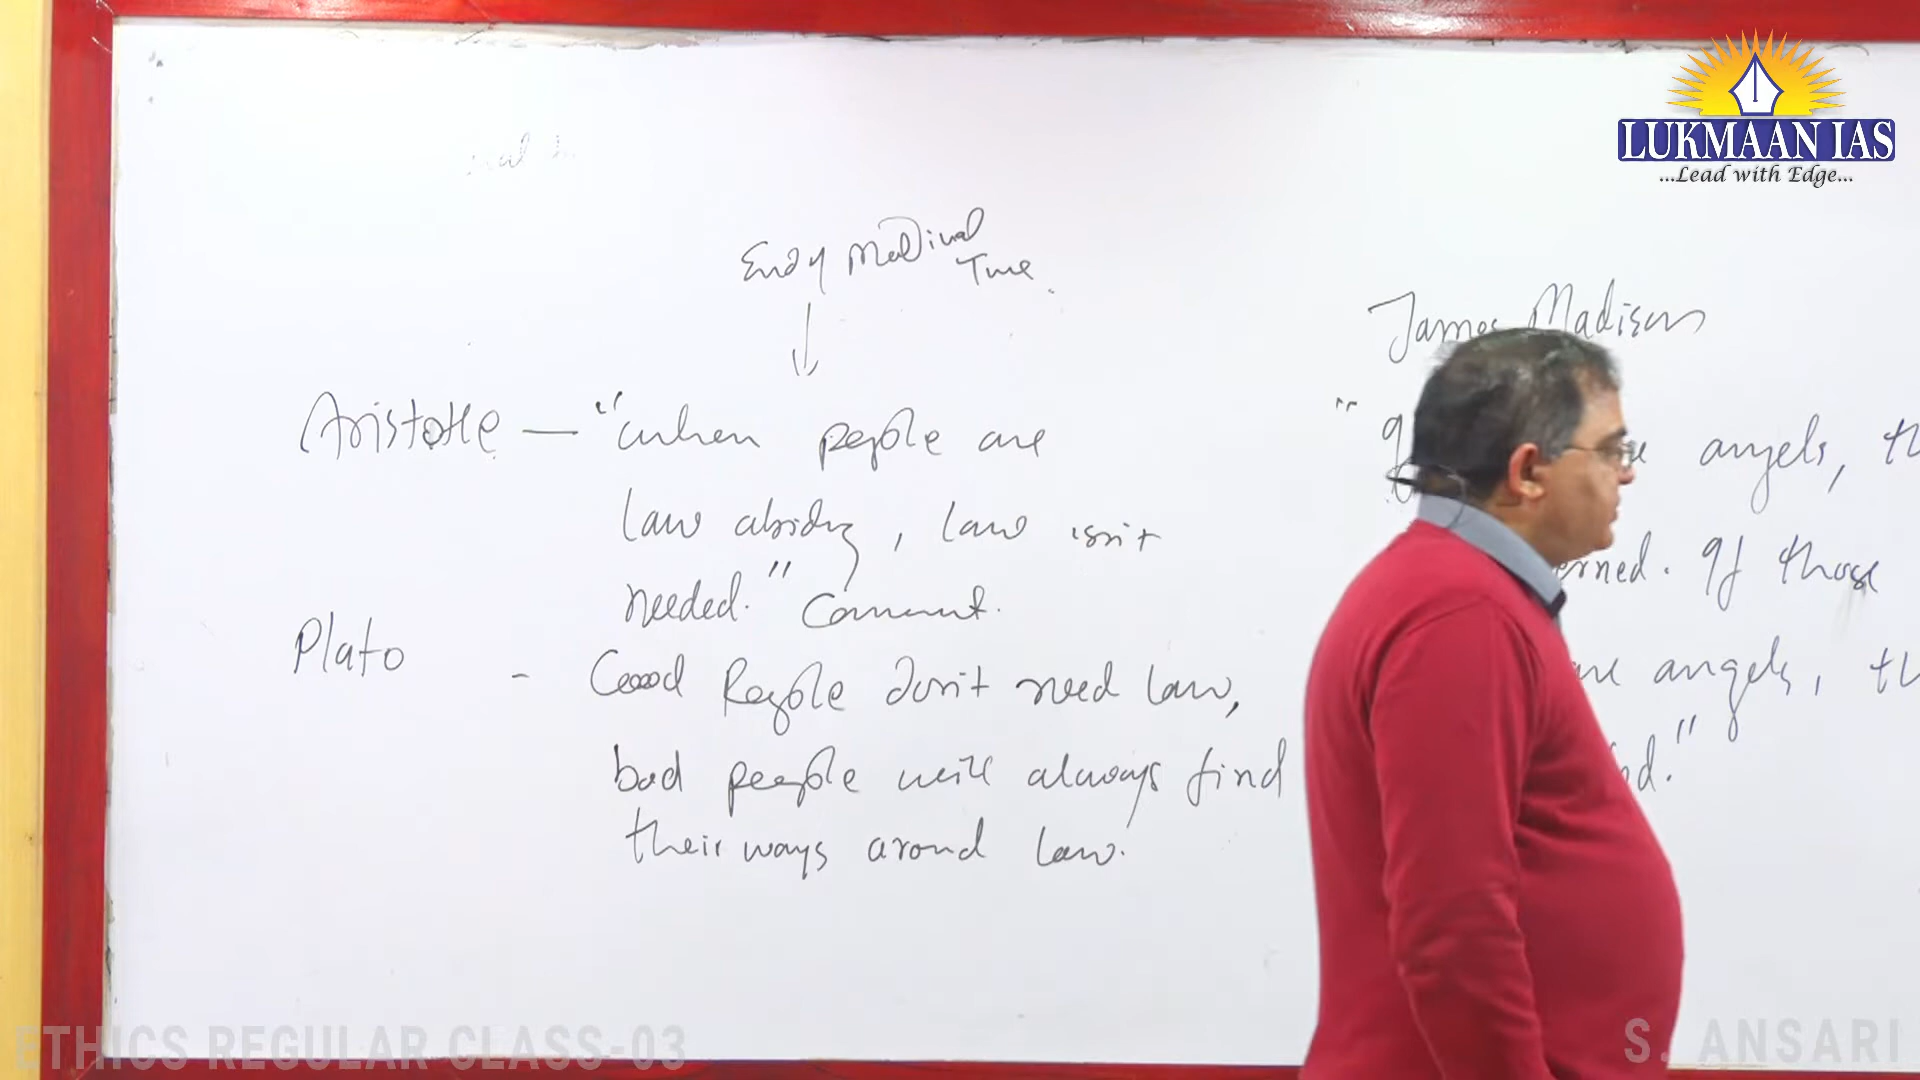 LUKMAAN IAS
...Lead with Edge...
End of Medival
Time
Aristotle — "when people are
law abiding, law isn't
needed." Comment.
Plato - Good People don't need law,
bad people will always find
their ways around law.
James Madison
" angels,
erned. If those
are angels,
"
ETHICS REGULAR CLASS-03
S. ANSARI